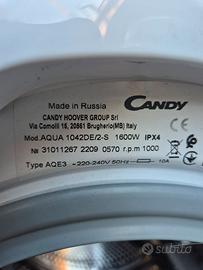 Made in Russia
CANDY
CANDY HOOVER GROUP Srl
Via Comolli 16, 20861 Brugherio(MB) Italy
Mod.AQUA 1042DE/2-S 1600W IPX4
№ 31011267 2209 0570 r.p.m 1000
Type AQE3 ~220-240V 50Hz 10A
subito